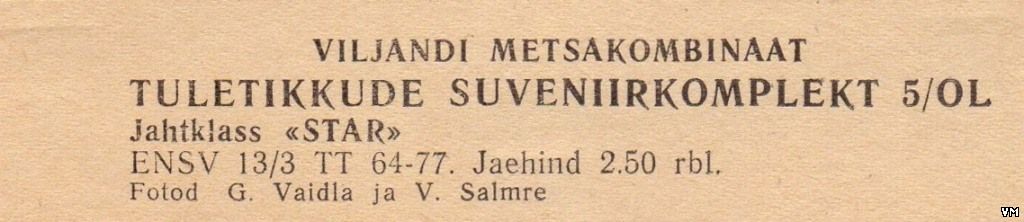 VILJANDI METSAKOMBINAAT
TULETIKKUDE SUVENIIRKOMPLEKT 5/OL
Jahtklass «STAR»
ENSV 13/3 TT 64-77. Jaehind 2.50 rbl.
Fotod G. Vaidla ja V. Salmre
VM